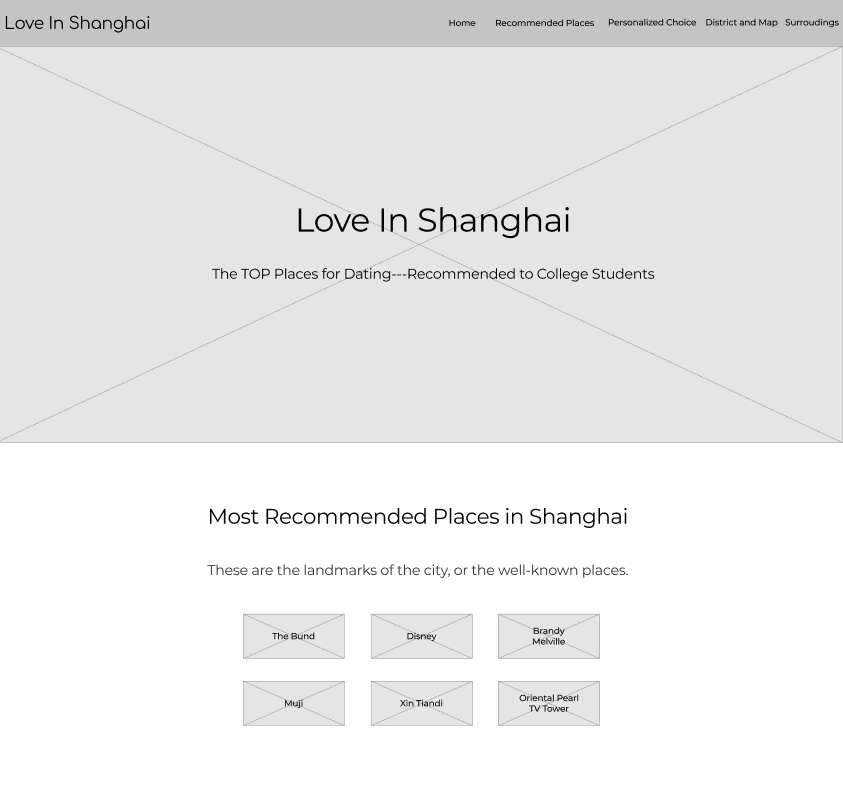 Love In Shanghai
Home Recommended Places Personalized Choice District and Map Surroudings
Love In Shanghai
The TOP Places for Dating---Recommended to College Students
Most Recommended Places in Shanghai
These are the landmarks of the city, or the well-known places.
The Bund
Disney
Brandy
Melville
Muji
Xin Tiandi
Oriental Pearl
TV Tower